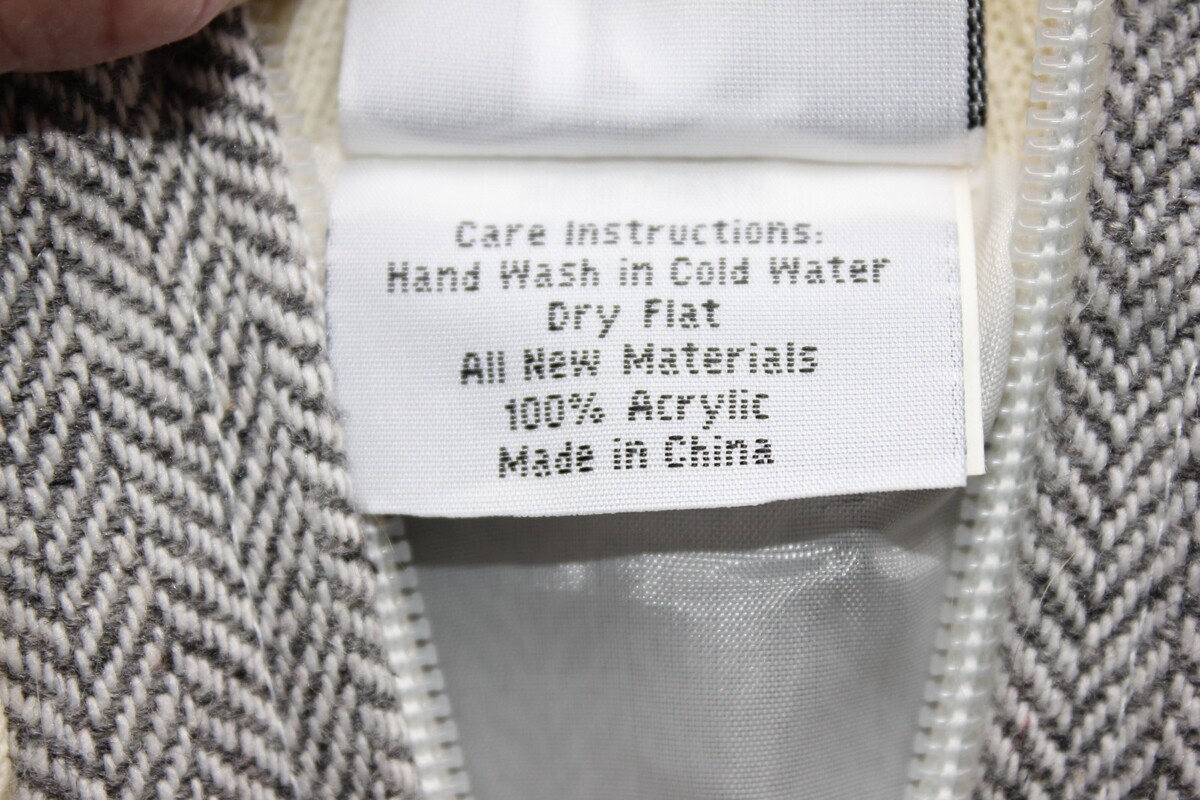 Care Instructions:
Hand Wash in Cold Water
Dry Flat
All New Materials
100% Acrylic
Made in China